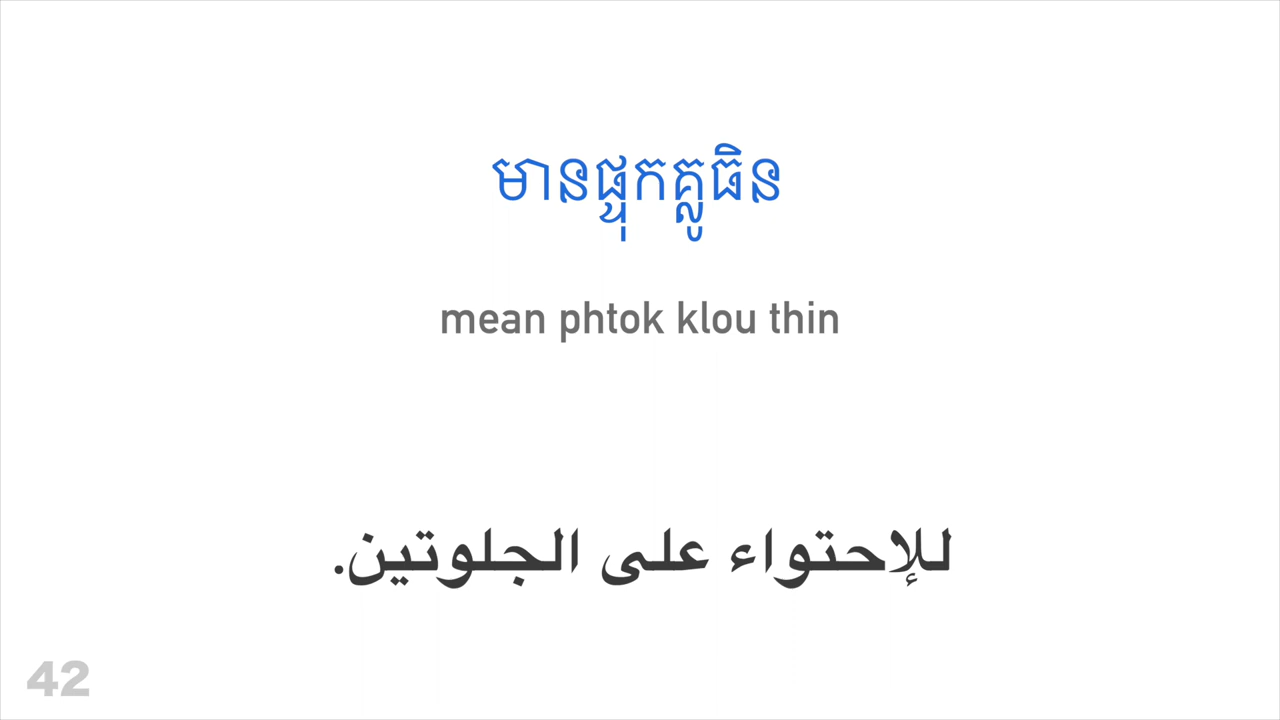 មានផ្ទុកគ្លូធិន
mean phtok klou thin
للإحتواء على الجلوتين.
42